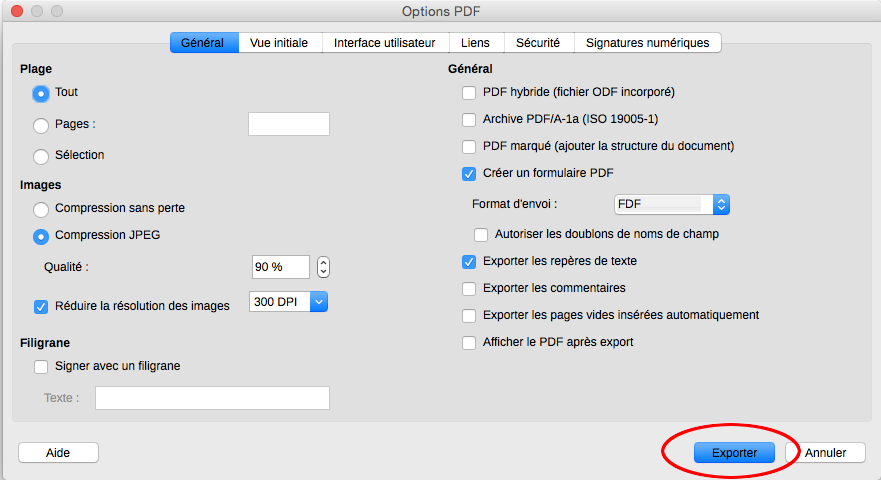 Options PDF
Général
Vue initiale
Interface utilisateur
Liens
Sécurité
Signatures numériques
Plage
Tout
Pages :
Sélection
Images
Compression sans perte
Compression JPEG
Qualité :
90 %
Réduire la résolution des images
300 DPI
Filigrane
Signer avec un filigrane
Texte :
Général
PDF hybride (fichier ODF incorporé)
Archive PDF/A-1a (ISO 19005-1)
PDF marqué (ajouter la structure du document)
Créer un formulaire PDF
Format d'envoi :
FDF
Autoriser les doublons de noms de champ
Exporter les repères de texte
Exporter les commentaires
Exporter les pages vides insérées automatiquement
Afficher le PDF après export
Aide
Exporter
Annuler